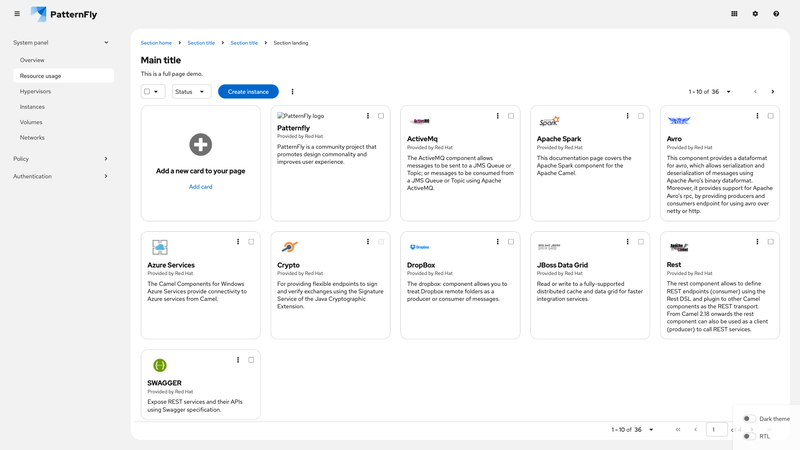 PatternFly
System panel
Overview
Resource usage
Hypervisors
Instances
Volumes
Networks
Policy
Authentication
Section home
Section title
Section title
Section landing
Main title
This is a full page demo.
Status
Create instance
1 - 10 of 36
Add a new card to your page
Add card
PatternFly logo
Patternfly
Provided by Red Hat
PatternFly is a community project that
promotes design commonality and
improves user experience.
ActiveMQ
ActiveMq
Provided by Red Hat
The ActiveMQ component allows
messages to be sent to a JMS Queue or
Topic; or messages to be consumed from
a JMS Queue or Topic using Apache
ActiveMQ.
Spark
Apache Spark
Provided by Red Hat
This documentation page covers the
Apache Spark component for the
Apache Camel.
Avro
Provided by Red Hat
This component provides a dataformat
for avro, which allows serialization and
deserialization of messages using
Apache Avro's binary dataformat.
Moreover, it provides support for Apache
Avro's rpc, by providing producers and
consumers endpoint for using avro over
netty or http.
Azure Services
Provided by Red Hat
The Camel Components for Windows
Azure Services provide connectivity to
Azure services from Camel.
Crypto
Provided by Red Hat
For providing flexible endpoints to sign
and verify exchanges using the Signature
Service of the Java Cryptographic
Extension.
Dropbox
DropBox
Provided by Red Hat
The dropbox: component allows you to
treat Dropbox remote folders as a
producer or consumer of messages.
JBoss Data Grid
Provided by Red Hat
Read or write to a fully-supported
distributed cache and data grid for faster
integration services.
Rest
Provided by Red Hat
The rest component allows to define
REST endpoints (consumer) using the
Rest DSL and plugin to other Camel
components as the REST transport.
From Camel 2.18 onwards the rest
component can also be used as a client
(producer) to call REST services.
SWAGGER
Provided by Red Hat
Expose REST services and their APIs
using Swagger specification.
1 - 10 of 36
1
Dark theme
RTL